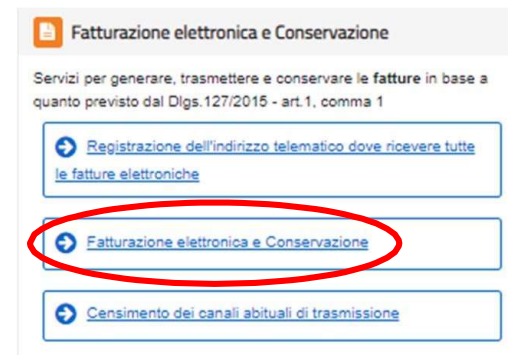 Fatturazione elettronica e Conservazione
Servizi per generare, trasmettere e conservare le fatture in base a
quanto previsto dal Dlgs.127/2015 - art.1, comma 1
Registrazione dell'indirizzo telematico dove ricevere tutte
le fatture elettroniche
Fatturazione elettronica e Conservazione
Censimento dei canali abituali di trasmissione